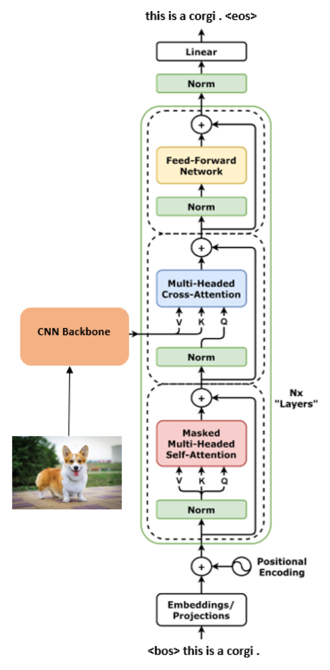 this is a corgi . <eos>
Linear
Norm
Feed-Forward
Network
Norm
Multi-Headed
Cross-Attention
CNN Backbone
V K Q
Norm
Nx
"Layers"
Masked
Multi-Headed
Self-Attention
V K Q
Norm
Positional
Encoding
Embeddings/
Projections
<bos> this is a corgi .